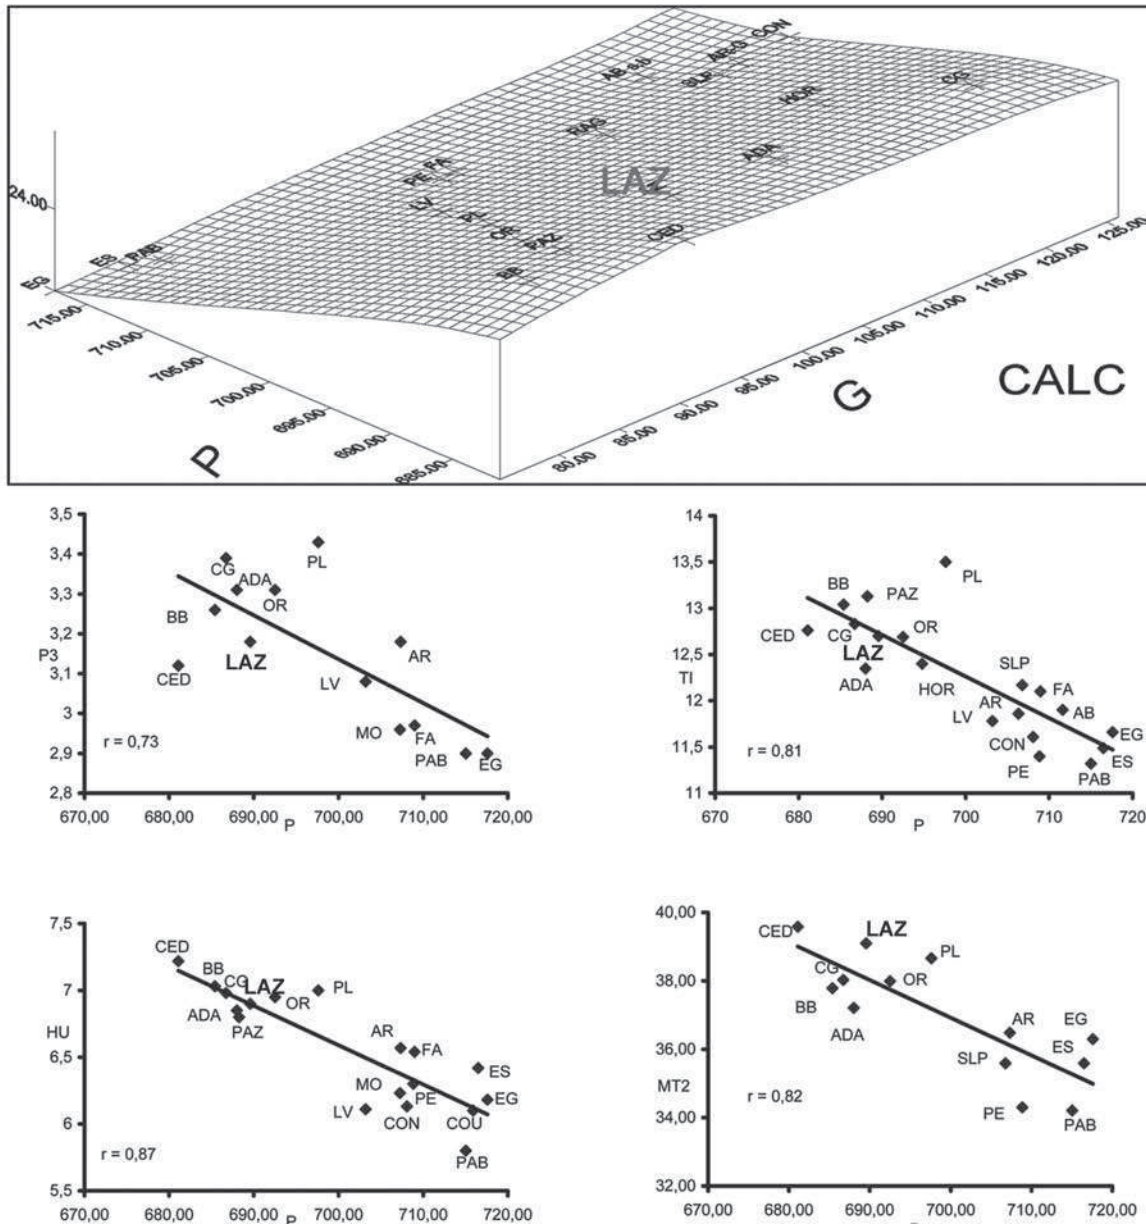 CON
AR-G
AB s,b
SLP
CG
HOR
RAG
ADA
FA
PE
LAZ
LV
PL
OR
PAZ
CED
BB
ES
PAB
EG
24.00
715.00
710.00
705.00
700.00
695.00
690.00
685.00
P
80.00
85.00
90.00
95.00
100.00
105.00
110.00
115.00
120.00
125.00
G
CALC
3,5
3,4
3,3
3,2
P3
3,1
3
2,9
2,8
PL
CG
ADA
OR
BB
LAZ
AR
CED
LV
MO
FA
PAB
EG
r = 0,73
670,00 680,00 690,00 700,00 710,00 720,00
P
14
13,5
13
12,5
TI
12
11,5
11
PL
BB
PAZ
CED
CG
OR
LAZ
ADA
HOR
SLP
FA
AR
AB
LV
CON
EG
ES
PE
PAB
r = 0,81
670 680 690 700 710 720
P
7,5
7
HU
6,5
6
5,5
CED
BB
CG
LAZ
OR
PL
ADA
PAZ
AR
FA
ES
MO
PE
EG
LV
CON
COU
PAB
r = 0,87
670,00 680,00 690,00 700,00 710,00 720,00
P
40,00
38,00
36,00
MT2
34,00
32,00
CED
LAZ
PL
CG
OR
BB
ADA
AR
EG
SLP
ES
PE
PAB
r = 0,82
670,00 680,00 690,00 700,00 710,00 720,00